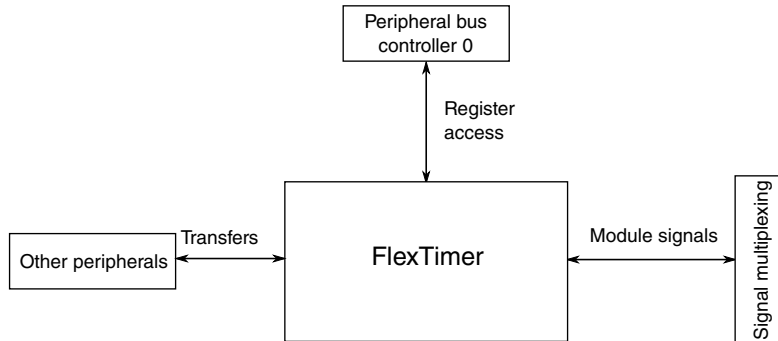 Peripheral bus
controller 0
Register
access
Signal multiplexing
Transfers
Module signals
Other peripherals
FlexTimer